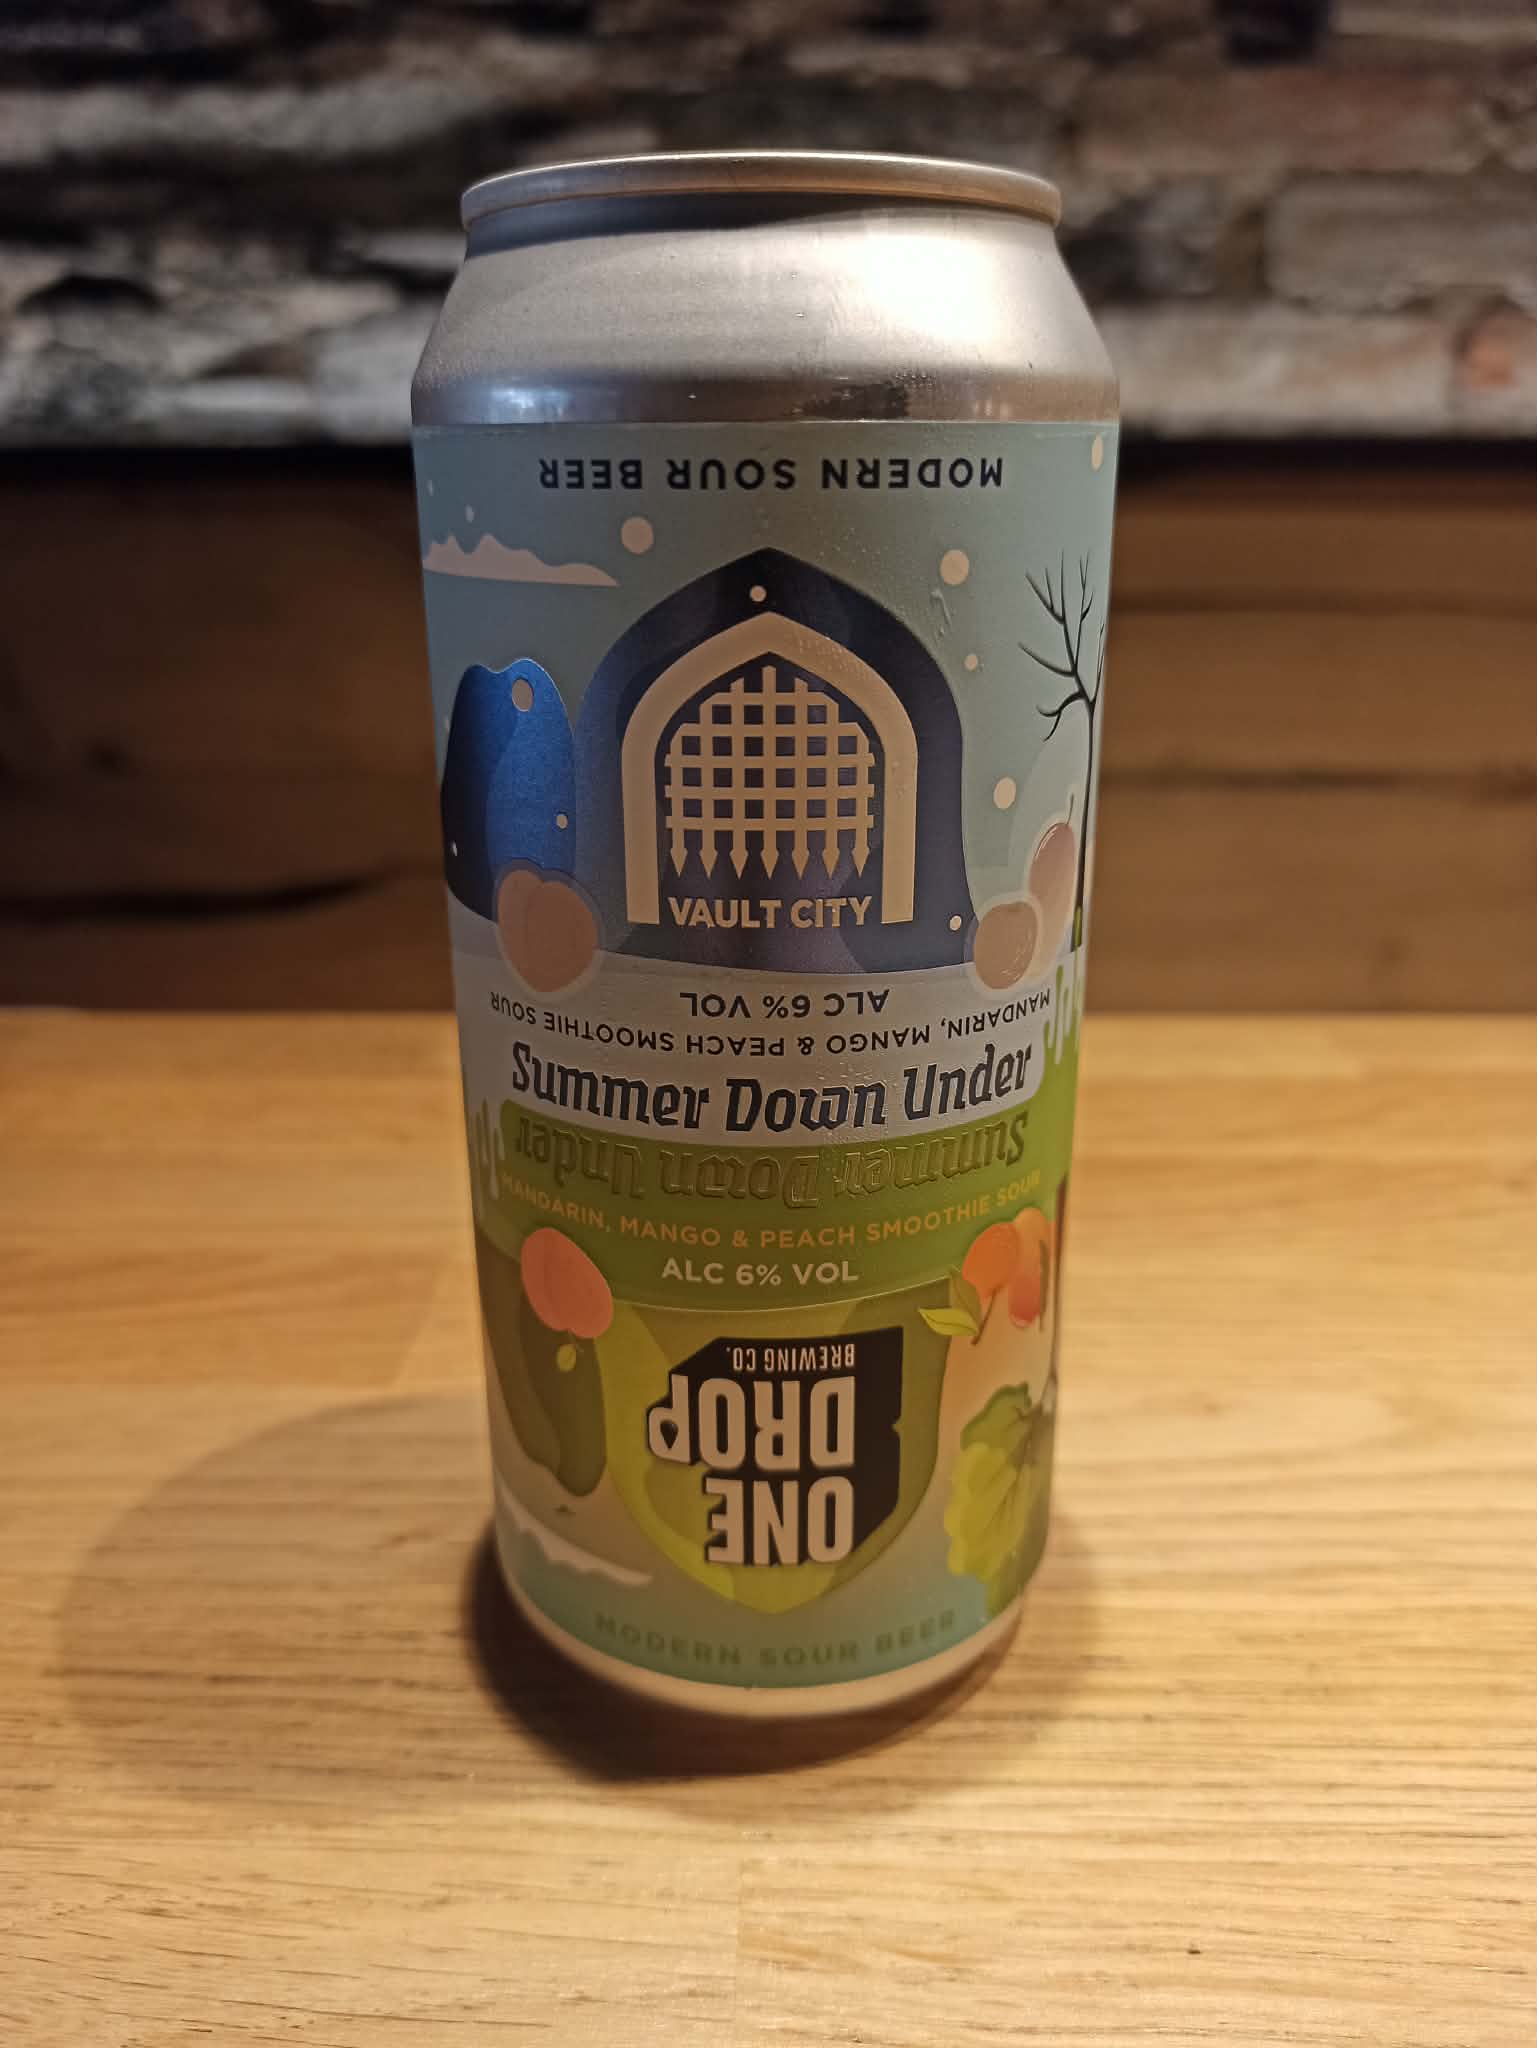 MODERN SOUR BEER
VAULT CITY
ALC 6% VOL
MANDARIN, MANGO & PEACH SMOOTHIE SOUR
Summer Down Under
Summer Down Under
MANDARIN, MANGO & PEACH SMOOTHIE SOUR
ALC 6% VOL
BREWING CO.
DROP
ONE
MODERN SOUR BEER